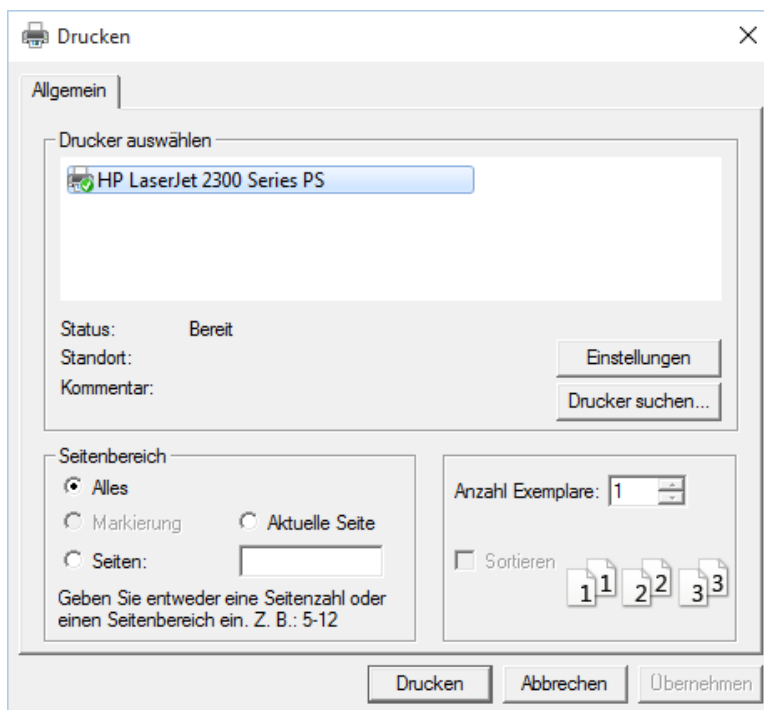 Drucken
Allgemein
Drucker auswählen
HP LaserJet 2300 Series PS
Status: Bereit
Standort:
Kommentar:
Einstellungen
Drucker suchen...
Seitenbereich
Alles
Markierung
Aktuelle Seite
Seiten:
Geben Sie entweder eine Seitenzahl oder
einen Seitenbereich ein. Z. B.: 5-12
Anzahl Exemplare: 1
Sortieren
1 1 2 2 3 3
Drucken
Abbrechen
Übernehmen